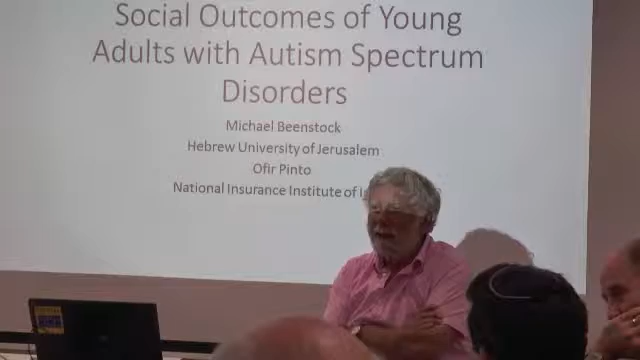 Social Outcomes of Young
Adults with Autism Spectrum
Disorders
Michael Beenstock
Hebrew University of Jerusalem
Ofir Pinto
National Insurance Institute of